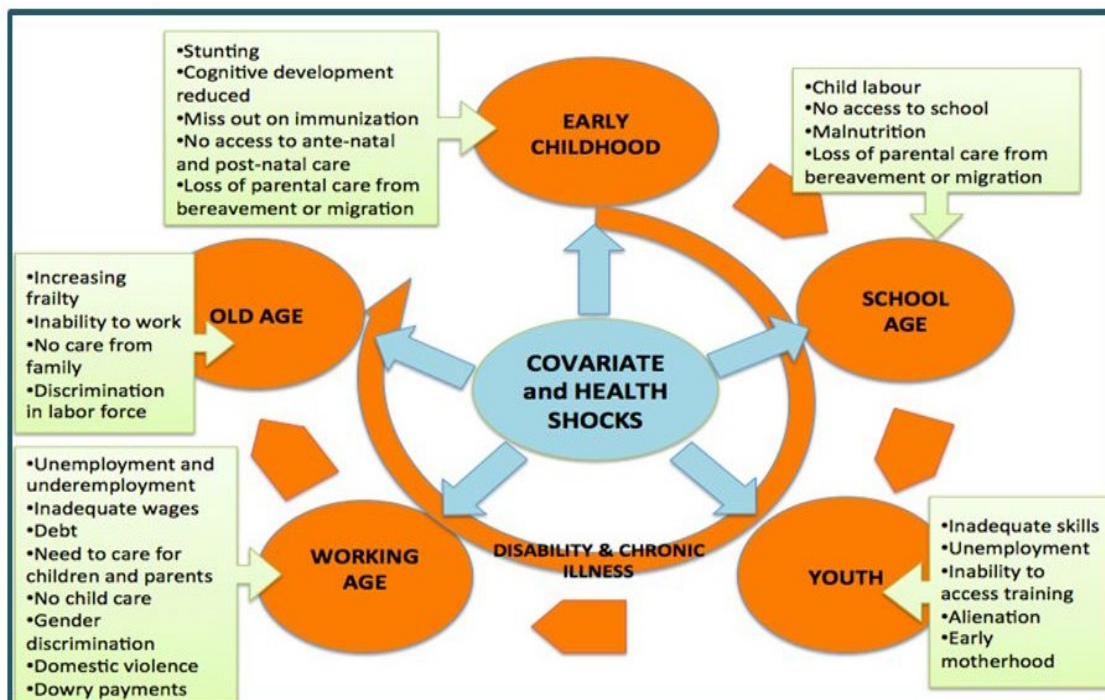 •Stunting
•Cognitive development
reduced
•Miss out on immunization
•No access to ante-natal
and post-natal care
•Loss of parental care from
bereavement or migration
EARLY
CHILDHOOD
•Child labour
•No access to school
•Malnutrition
•Loss of parental care from
bereavement or migration
SCHOOL
AGE
•Increasing
frailty
•Inability to work
•No care from
family
•Discrimination
in labor force
OLD AGE
COVARIATE
and HEALTH
SHOCKS
•Unemployment and
underemployment
•Inadequate wages
•Debt
•Need to care for
children and parents
•No child care
•Gender
discrimination
•Domestic violence
•Dowry payments
WORKING
AGE
DISABILITY & CHRONIC
ILLNESS
YOUTH
•Inadequate skills
•Unemployment
•Inability to
access training
•Alienation
•Early
motherhood